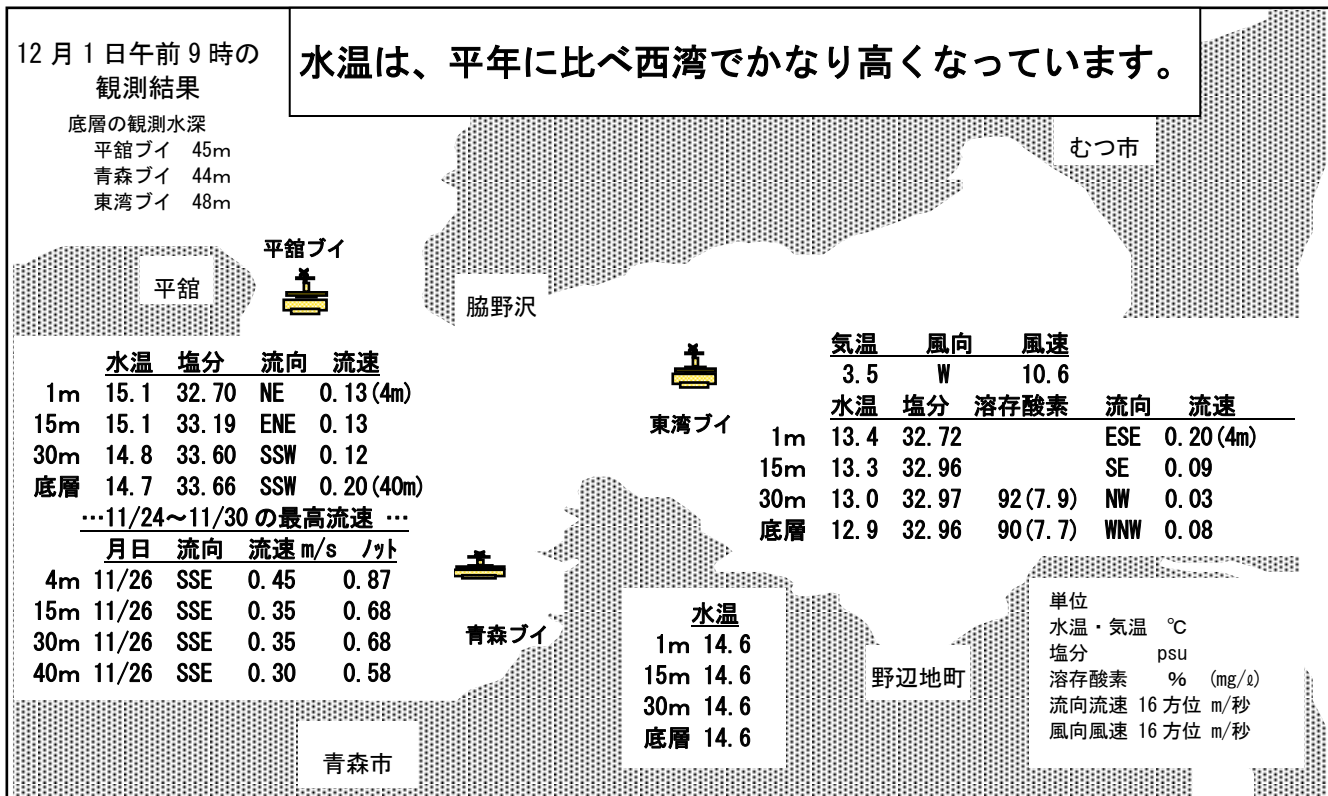 12月1日午前9時の
観測結果
水温は、平年に比べ西湾でかなり高くなっています。
底層の観測水深
平舘ブイ 45m
青森ブイ 44m
東湾ブイ 48m
むつ市
平舘ブイ
平舘
脇野沢
水温 塩分 流向 流速
1m 15.1 32.70 NE 0.13(4m)
15m 15.1 33.19 ENE 0.13
30m 14.8 33.60 SSW 0.12
底層 14.7 33.66 SSW 0.20(40m)
…11/24～11/30の最高流速…
月日 流向 流速m/s ノット
4m 11/26 SSE 0.45 0.87
15m 11/26 SSE 0.35 0.68
30m 11/26 SSE 0.35 0.68
40m 11/26 SSE 0.30 0.58
東湾ブイ
気温 風向 風速
3.5 W 10.6
水温 塩分 溶存酸素 流向 流速
1m 13.4 32.72 ESE 0.20(4m)
15m 13.3 32.96 SE 0.09
30m 13.0 32.97 92(7.9) NW 0.03
底層 12.9 32.96 90(7.7) WNW 0.08
青森ブイ
水温
1m 14.6
15m 14.6
30m 14.6
底層 14.6
野辺地町
青森市
単位
水温・気温 ℃
塩分 psu
溶存酸素 % (mg/ℓ)
流向流速 16方位 m/秒
風向風速 16方位 m/秒